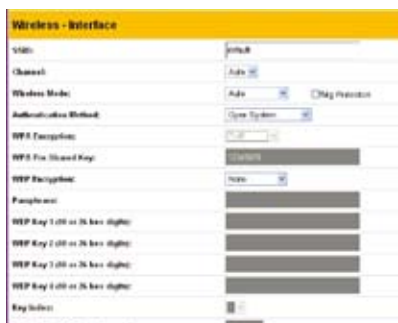 Wireless - Interface
SSID: default
Channel: Auto
Wireless Mode: Auto b/g Protection
Authentication Method: Open System
WPA Encryption: TKIP
WPA Pre-Shared Key: 12345678
WEP Encryption: None
Passphrase:
WEP Key 1 (10 or 26 hex digits):
WEP Key 2 (10 or 26 hex digits):
WEP Key 3 (10 or 26 hex digits):
WEP Key 4 (10 or 26 hex digits):
Key Index: